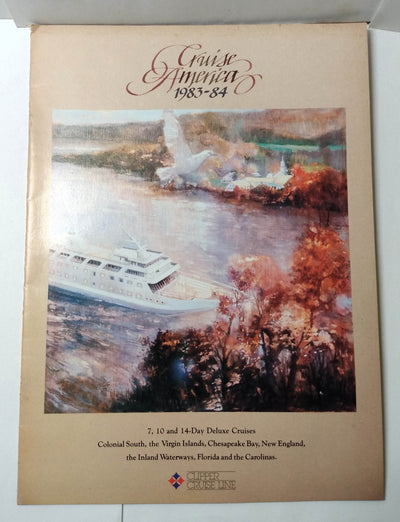 Cruise
America
1983-84
7, 10 and 14-Day Deluxe Cruises
Colonial South, the Virgin Islands, Chesapeake Bay, New England,
the Inland Waterways, Florida and the Carolinas.
CLIPPER
CRUISE LINE